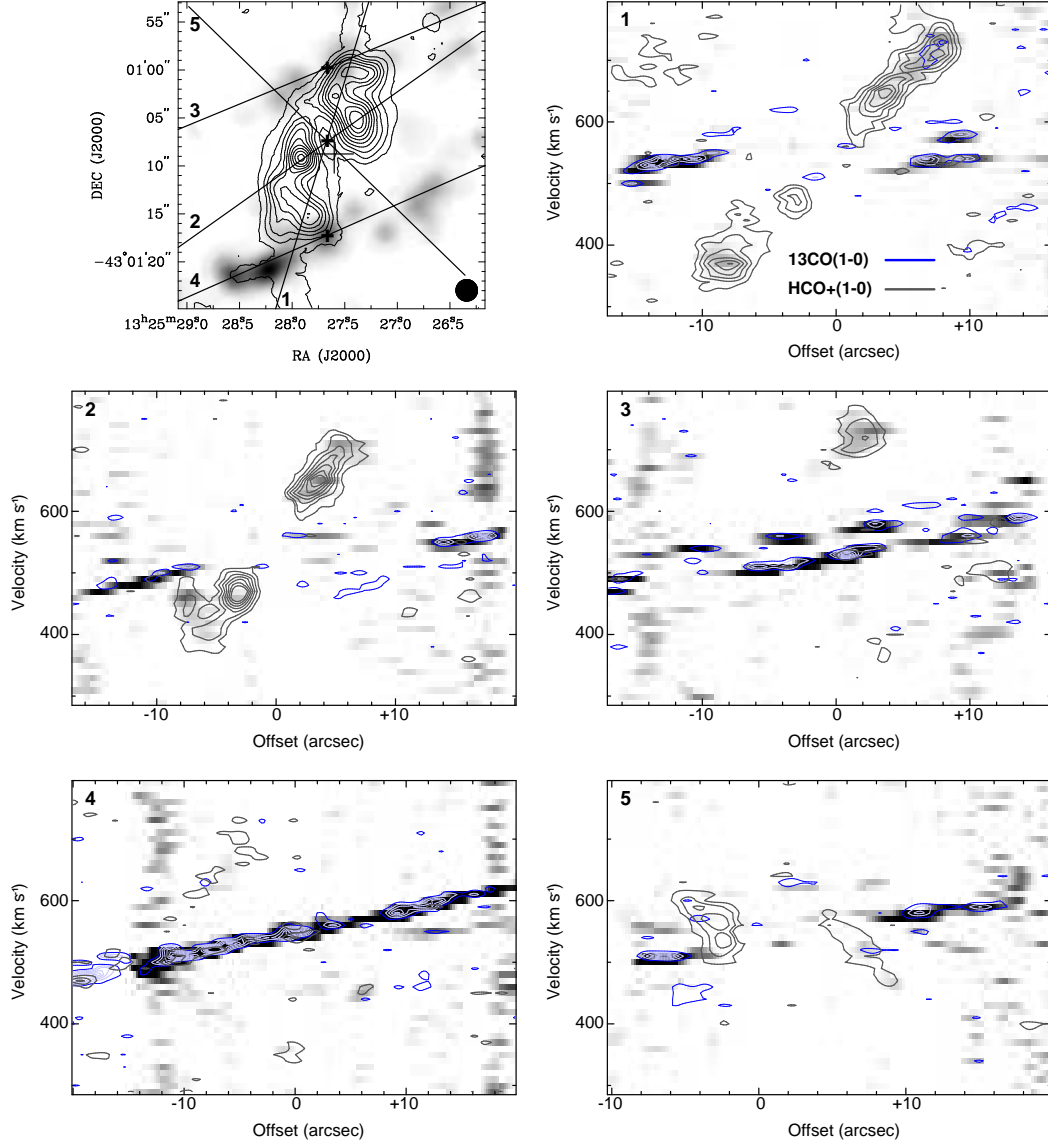 5
3
2
4
1
55″
01′00″
05″
10″
15″
−43°01′20″
DEC (J2000)
13ʰ25ᵐ29ˢ.0 28ˢ.5 28ˢ.0 27ˢ.5 27ˢ.0 26ˢ.5
RA (J2000)
1
600
400
Velocity (km s⁻¹)
13CO(1-0)
HCO+(1-0)
-10 0 +10
Offset (arcsec)
2
600
400
Velocity (km s⁻¹)
-10 0 +10
Offset (arcsec)
3
600
400
Velocity (km s⁻¹)
-10 0 +10
Offset (arcsec)
4
600
400
Velocity (km s⁻¹)
-20 -10 0 +10
Offset (arcsec)
5
600
400
Velocity (km s⁻¹)
-10 0 +10
Offset (arcsec)